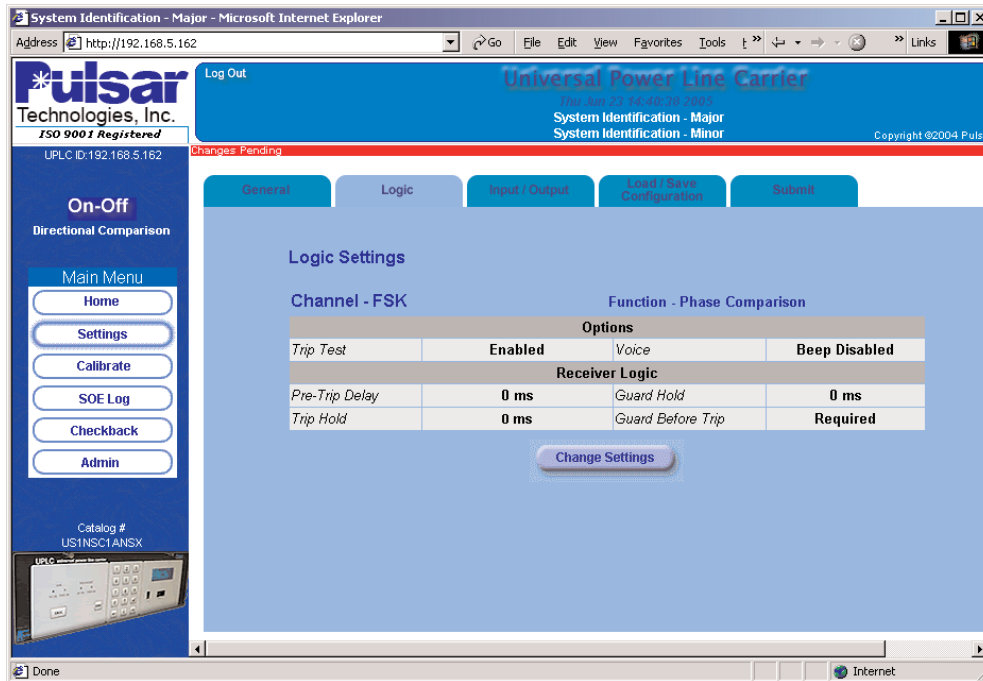 System Identification - Major - Microsoft Internet Explorer
Address http://192.168.5.162 Go File Edit View Favorites Tools Links
Pulsar
Technologies, Inc.
ISO 9001 Registered
Log Out
Universal Power Line Carrier
Thu Jun 23 14:40:28 2005
System Identification - Major
System Identification - Minor
Copyright ©2004 Puls
UPLC ID:192.168.5.162
Changes Pending
General
Logic
Input / Output
Load / Save
Configuration
Submit
On-Off
Directional Comparison
Main Menu
Home
Settings
Calibrate
SOE Log
Checkback
Admin
Catalog #
US1NSC1ANSX
UPLC
Logic Settings
Channel - FSK
Function - Phase Comparison
Options
Trip Test Enabled Voice Beep Disabled
Receiver Logic
Pre-Trip Delay 0 ms Guard Hold 0 ms
Trip Hold 0 ms Guard Before Trip Required
Change Settings
Done
Internet